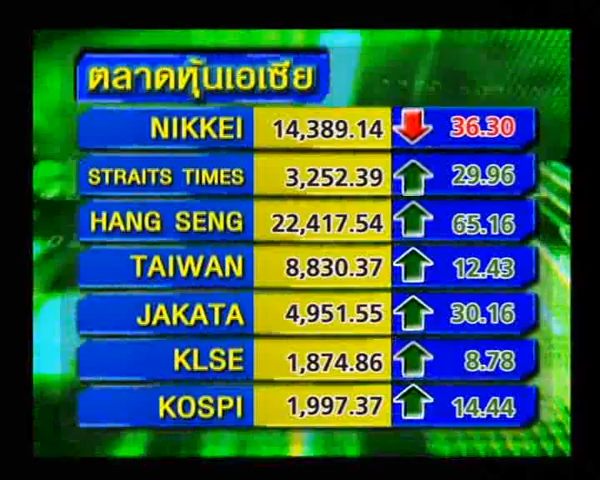 ตลาดหุ้นเอเซีย
NIKKEI 14,389.14 36.30
STRAITS TIMES 3,252.39 29.96
HANG SENG 22,417.54 65.16
TAIWAN 8,830.37 12.43
JAKATA 4,951.55 30.16
KLSE 1,874.86 8.78
KOSPI 1,997.37 14.44